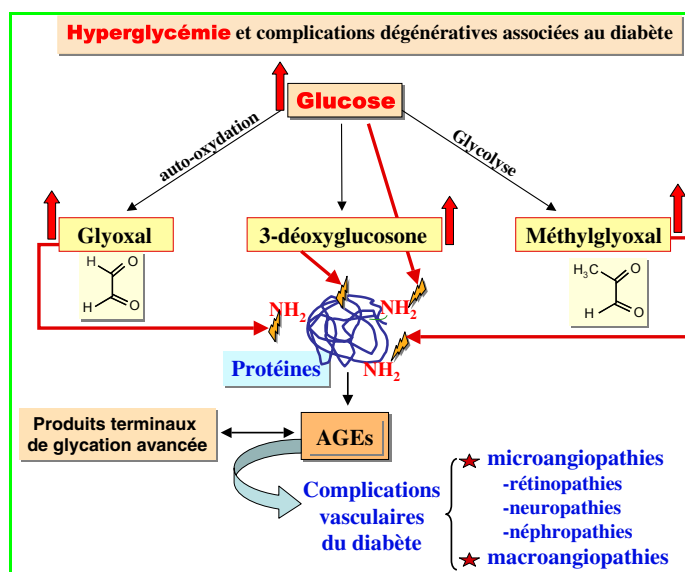 Hyperglycémie et complications dégénératives associées au diabète
Glucose
auto-oxydation
Glycolyse
Glyoxal
3-déoxyglucosone
Méthylglyoxal
H
O
H
O
H3C
O
H
O
NH2
NH2
NH2
Protéines
Produits terminaux
de glycation avancée
AGEs
Complications
vasculaires
du diabète
microangiopathies
-rétinopathies
-neuropathies
-néphropathies
macroangiopathies